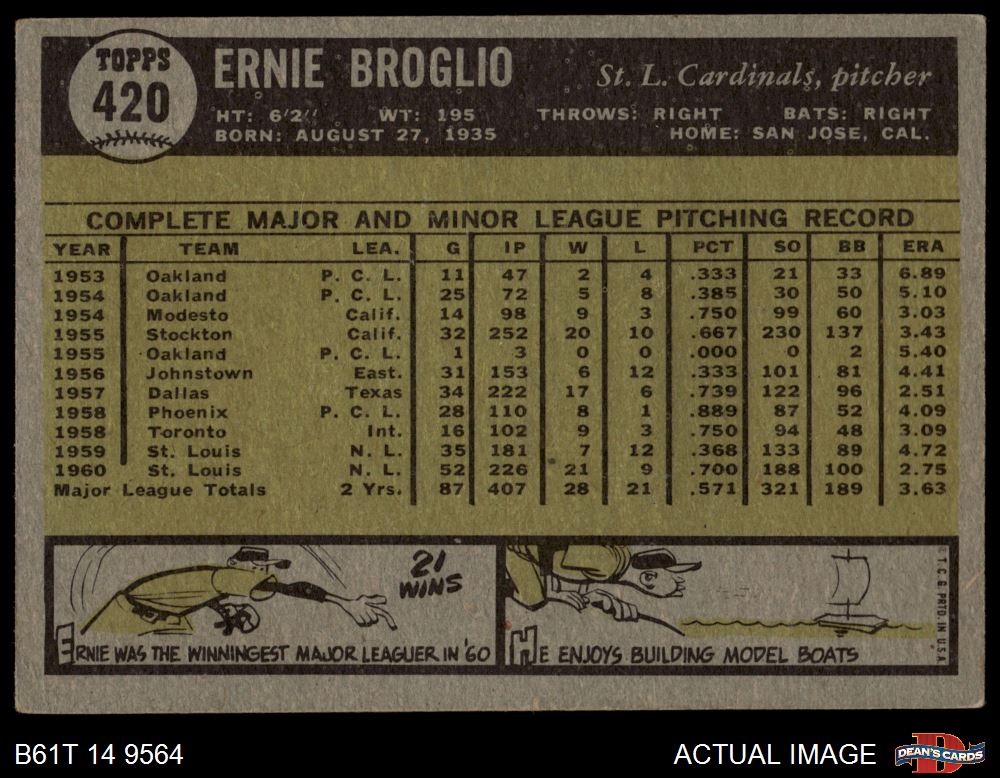 TOPPS
420
ERNIE BROGLIO
St. L. Cardinals, pitcher
HT: 6'2" WT: 195 THROWS: RIGHT BATS: RIGHT
BORN: AUGUST 27, 1935 HOME: SAN JOSE, CAL.
COMPLETE MAJOR AND MINOR LEAGUE PITCHING RECORD
YEAR TEAM LEA. G IP W L PCT SO BB ERA
1953 Oakland P. C. L. 11 47 2 4 .333 21 33 6.89
1954 Oakland P. C. L. 25 72 5 8 .385 30 50 5.10
1954 Modesto Calif. 14 98 9 3 .750 99 60 3.03
1955 Stockton Calif. 32 252 20 10 .667 230 137 3.43
1955 Oakland P. C. L. 1 3 0 0 .000 0 2 5.40
1956 Johnstown East. 31 153 6 12 .333 101 81 4.41
1957 Dallas Texas 34 222 17 6 .739 122 96 2.51
1958 Phoenix P. C. L. 28 110 8 1 .889 87 52 4.09
1958 Toronto Int. 16 102 9 3 .750 94 48 3.09
1959 St. Louis N. L. 35 181 7 12 .368 133 89 4.72
1960 St. Louis N. L. 52 226 21 9 .700 188 100 2.75
Major League Totals 2 Yrs. 87 407 28 21 .571 321 189 3.63
21 WINS
ERNIE WAS THE WINNINGEST MAJOR LEAGUER IN '60
HE ENJOYS BUILDING MODEL BOATS
© T. C. G. PRTD. IN U.S.A.
B61T 14 9564
ACTUAL IMAGE
DEAN'S CARDS